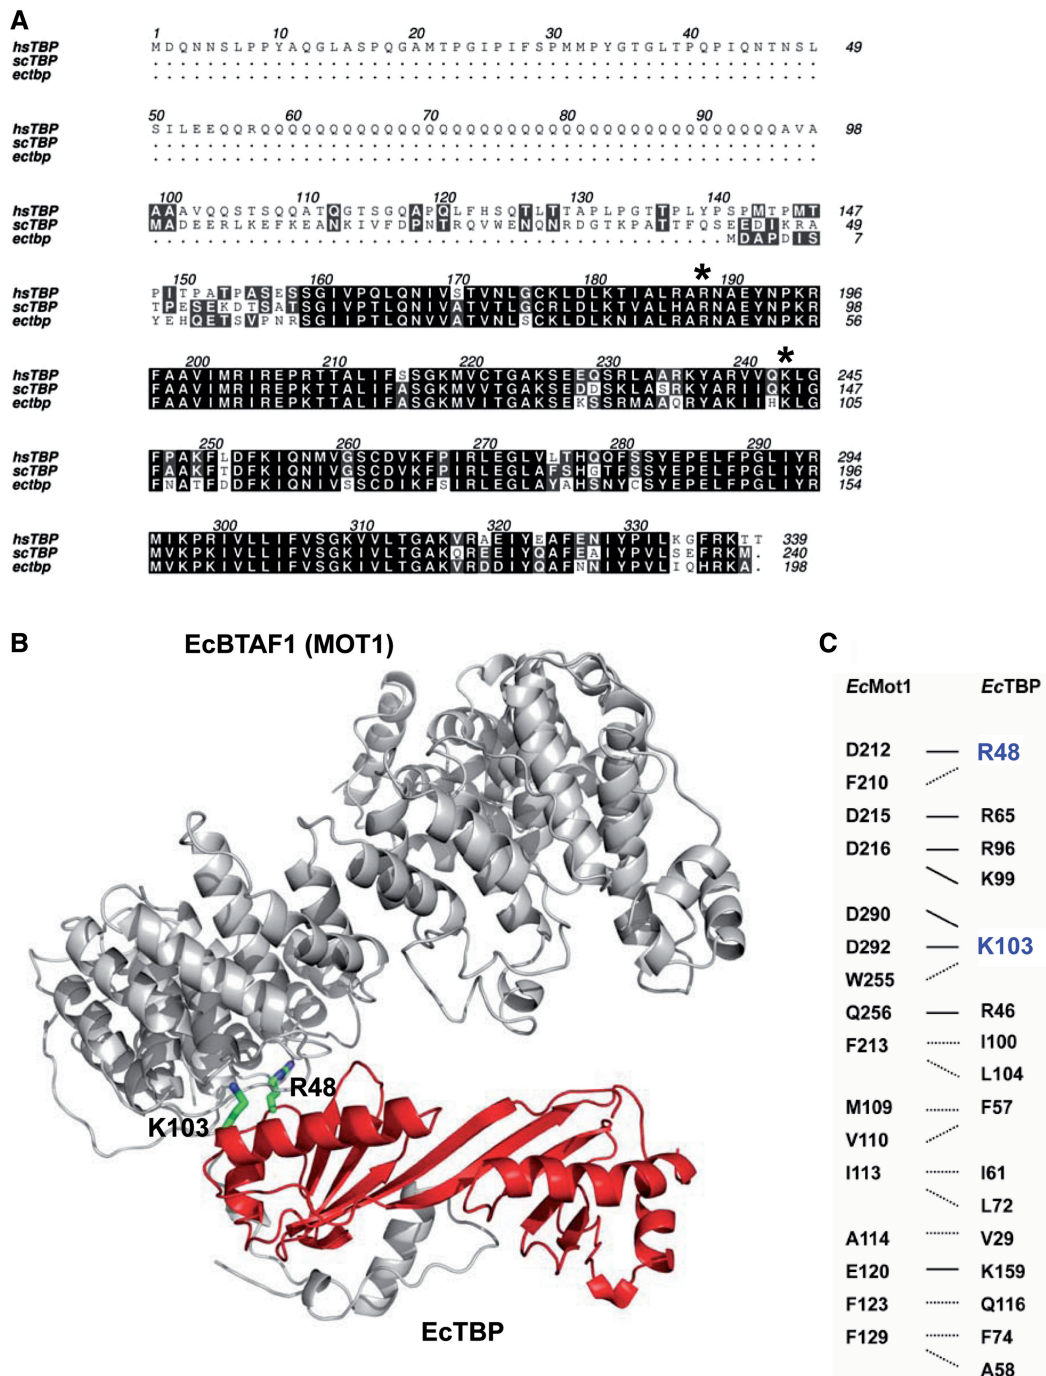 A
1 10 20 30 40
hsTBP MDQNNSLPPYAQGLASPQGAMTPGIPIFSPMMPYGTGLTPQPIQNTNSL 49
scTBP .................................................
ectbp .................................................
50 60 70 80 90
hsTBP SILEEQQRQQQQQQQQQQQQQQQQQQQQQQQQQQQQQQQQQQQQQQAVA 98
scTBP .................................................
ectbp .................................................
100 110 120 130 140
hsTBP AAAVQQSTSQQATQGTSGQAPQLFHSQTLTTAPLPGTTPLYPSPMTPMT 147
scTBP MADEERLKEFKEANKIVFDPNTRQVWENQNRDGTKPATTFQSEEDIKRA 49
ectbp ..........................................MDAPDIS 7
150 160 170 180 * 190
hsTBP PITPATPASESSGIVPQLQNIVSTVNLGCKLDLKTIALRARNAEYNPKR 196
scTBP TPESEKDTSATSGIVPTLQNIVATVNLGCRLDLKTVALHARNAEYNPKR 98
ectbp YEHQETSVPNRSGIVPTLQNVVATVNLSCKLDLKNIALRARNAEYNPKR 56
200 210 220 230 240 *
hsTBP FAAVIMRIREPRTTALIFSSGKMVCTGAKSEEQSRLAARKYARVVQKLG 245
scTBP FAAVIMRIREPKTTALIFASGKMVVTGAKSEDDSKLASRKYARIIQKIG 147
ectbp FAAVIMRIREPKTTALIFASGKMVITGAKSEKSSRMAAQRYAKIIHKLG 105
250 260 270 280 290
hsTBP FPAKFLDFKIQNMVGSCDVKFPIRLEGLVLTHQQFSSYEPELFPGLIYR 294
scTBP FAAKFTDFKIQNIVGSCDVKFPIRLEGLAFSHGTFSSYEPELFPGLIYR 196
ectbp FNATFDDFKIQNIVSSCDIKFSIRLEGLAYAHSNYCSYEPELFPGLIYR 154
300 310 320 330
hsTBP MIKPRIVLLIFVSGKVVLTGAKVRAEIYEAFENIYPILKGFRKTT 339
scTBP MVKPKIVLLIFVSGKIVLTGAKQREEIYQAFEAIYPVLSEFRKM. 240
ectbp MVKPKIVLLIFVSGKIVLTGAKVRDDIYQAFNNIYPVLIQHRKA. 198
B
EcBTAF1 (MOT1)
R48
K103
EcTBP
C
EcMot1 EcTBP
D212 R48
F210
D215 R65
D216 R96
K99
D290
D292 K103
W255
Q256 R46
F213 I100
L104
M109 F57
V110
I113 I61
L72
A114 V29
E120 K159
F123 Q116
F129 F74
A58